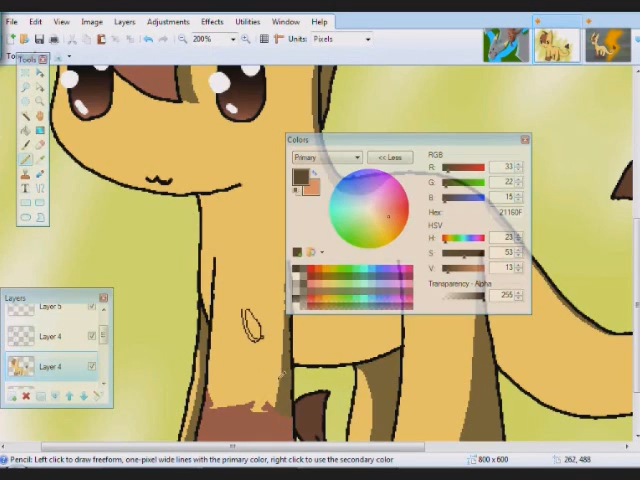 File Edit View Image Layers Adjustments Effects Utilities Window Help
200% Units: Pixels
Tools
Colors
Primary
<< Less
RGB
R: 33
G: 22
B: 15
Hex: 21160F
HSV
H: 23
S: 53
V: 13
Transparency - Alpha
255
Layers
Layer 5
Layer 4
Layer 4
Pencil: Left click to draw freeform, one-pixel wide lines with the primary color, right click to use the secondary color
800 x 600
262, 488